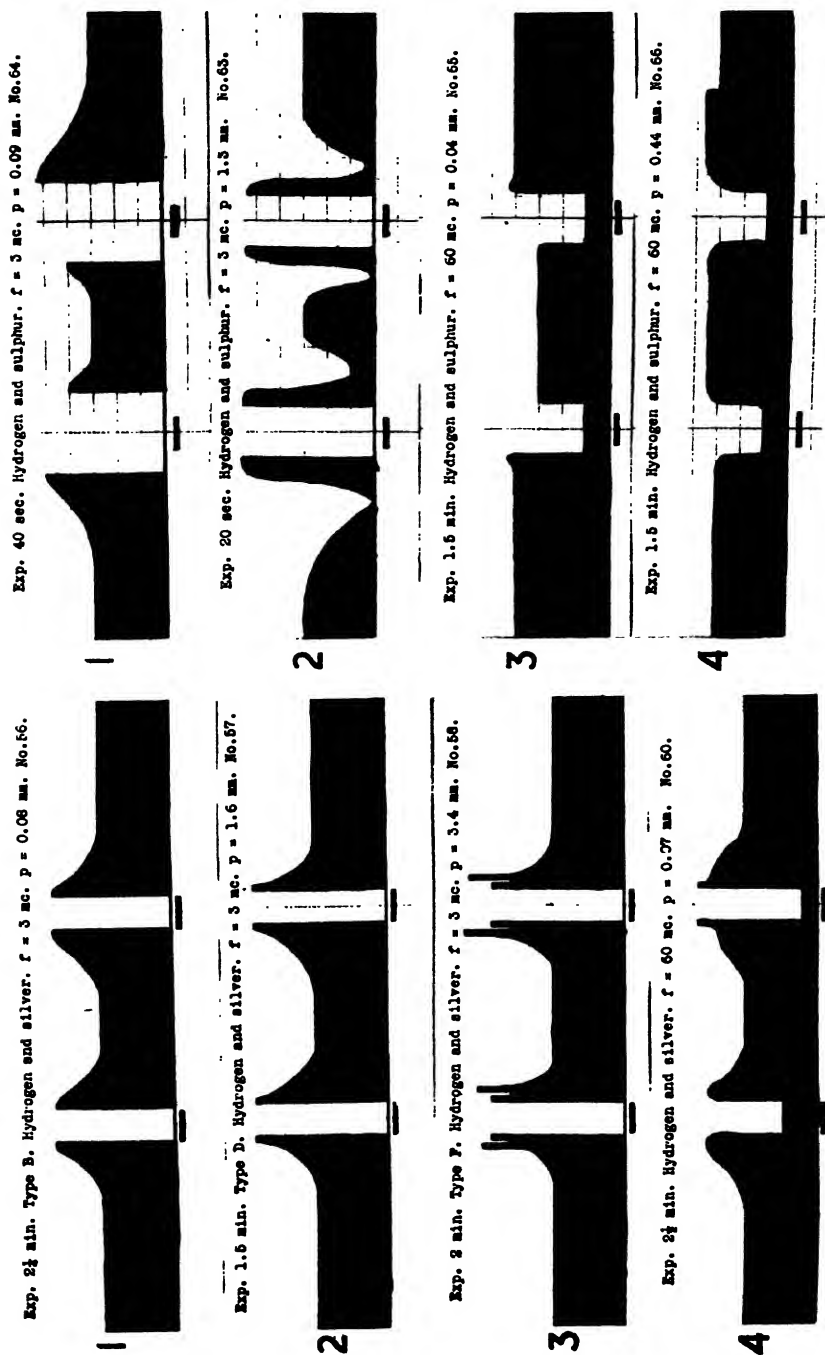 Exp. 2½ min. Type B. Hydrogen and silver. f = 3 mc. p = 0.08 mm. No.56.
1
Exp. 1.5 min. Type D. Hydrogen and silver. f = 3 mc. p = 1.6 mm. No.57.
2
Exp. 2 min. Type F. Hydrogen and silver. f = 3 mc. p = 3.4 mm. No.58.
3
Exp. 2½ min. Hydrogen and silver. f = 60 mc. p = 0.07 mm. No.60.
4
Exp. 40 sec. Hydrogen and sulphur. f = 3 mc. p = 0.09 mm. No.64.
1
Exp. 20 sec. Hydrogen and sulphur. f = 3 mc. p = 1.3 mm. No.63.
2
Exp. 1.5 min. Hydrogen and sulphur. f = 60 mc. p = 0.04 mm. No.65.
3
Exp. 1.5 min. Hydrogen and sulphur. f = 60 mc. p = 0.44 mm. No.66.
4